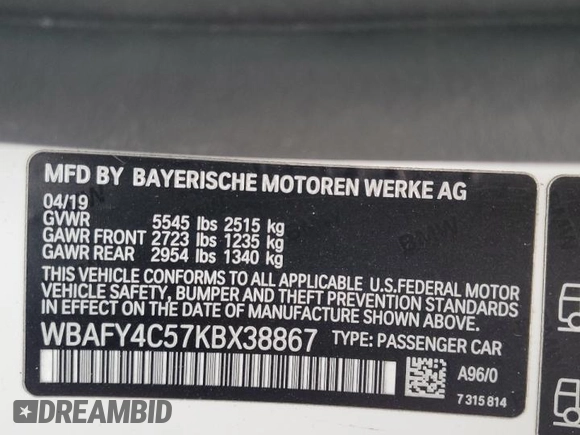 MFD BY BAYERISCHE MOTOREN WERKE AG
04/19
GVWR 5545 lbs 2515 kg
GAWR FRONT 2723 lbs 1235 kg
GAWR REAR 2954 lbs 1340 kg
THIS VEHICLE CONFORMS TO ALL APPLICABLE U.S.FEDERAL MOTOR
VEHICLE SAFETY, BUMPER AND THEFT PREVENTION STANDARDS
IN EFFECT ON THE DATE OF MANUFACTURE SHOWN ABOVE.
WBAFY4C57KBX38867 TYPE: PASSENGER CAR
A96/0
7 315 814
DREAMBID